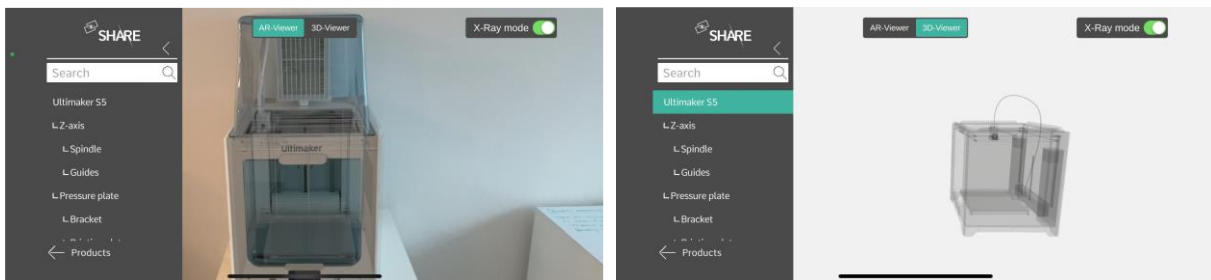 SHARE
Search
Ultimaker S5
Z-axis
Spindle
Guides
Pressure plate
Bracket
Products
AR-Viewer 3D-Viewer
X-Ray mode
Ultimaker
SHARE
Search
Ultimaker S5
Z-axis
Spindle
Guides
Pressure plate
Bracket
Products
AR-Viewer 3D-Viewer
X-Ray mode